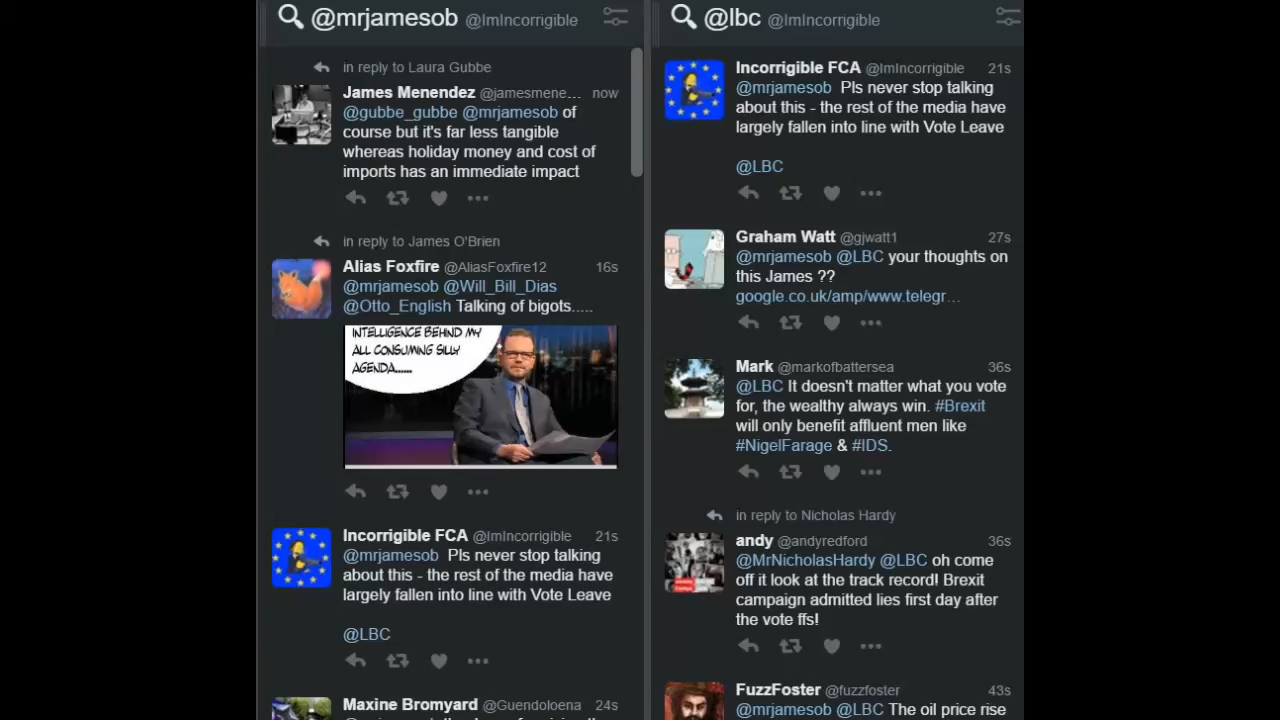 @mrjamesob @ImIncorrigible
in reply to Laura Gubbe
James Menendez @jamesmene... now
@gubbe_gubbe @mrjamesob of
course but it's far less tangible
whereas holiday money and cost of
imports has an immediate impact
in reply to James O'Brien
Alias Foxfire @AliasFoxfire12 16s
@mrjamesob @Will_Bill_Dias
@Otto_English Talking of bigots.....
INTELLIGENCE BEHIND MY
ALL CONSUMING SILLY
AGENDA......
Incorrigible FCA @ImIncorrigible 21s
@mrjamesob Pls never stop talking
about this - the rest of the media have
largely fallen into line with Vote Leave
@LBC
Maxine Bromyard @Guendoloena 24s
@lbc @ImIncorrigible
Incorrigible FCA @ImIncorrigible 21s
@mrjamesob Pls never stop talking
about this - the rest of the media have
largely fallen into line with Vote Leave
@LBC
Graham Watt @gjwatt1 27s
@mrjamesob @LBC your thoughts on
this James ??
google.co.uk/amp/www.telegr...
Mark @markofbattersea 36s
@LBC It doesn't matter what you vote
for, the wealthy always win. #Brexit
will only benefit affluent men like
#NigelFarage & #IDS.
in reply to Nicholas Hardy
andy @andyredford 36s
@MrNicholasHardy @LBC oh come
off it look at the track record! Brexit
campaign admitted lies first day after
the vote ffs!
FuzzFoster @fuzzfoster 43s
@mrjamesob @LBC The oil price rise